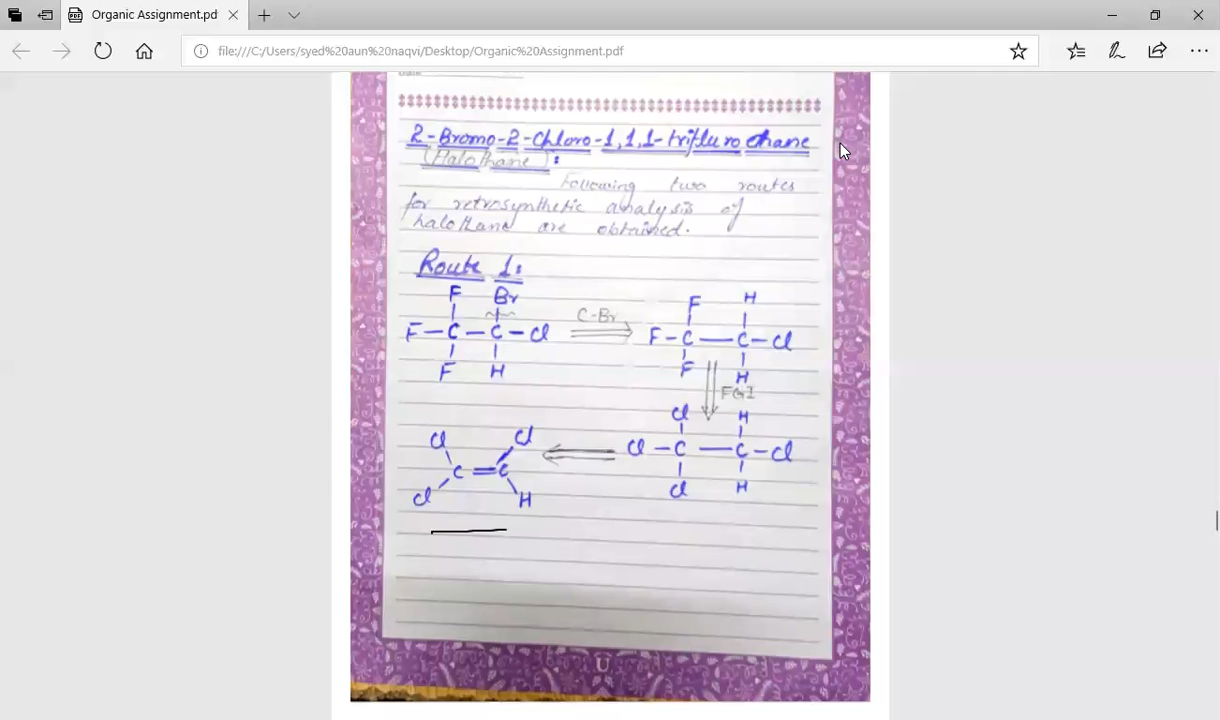 Organic Assignment.pdf
file:///C:/Users/syed%20aun%20naqvi/Desktop/Organic%20Assignment.pdf
Date
2-Bromo-2-Chloro-1,1,1-trifluro ethane
(Halothane):
Following two routes
for retrosynthetic analysis of
halothane are obtained.
Route 1:
F Br
F-C-C-Cl
F H
C-Br
F H
F-C-C-Cl
F H
FGI
Cl H
Cl-C-C-Cl
Cl H
Cl Cl
C=C
Cl H
U